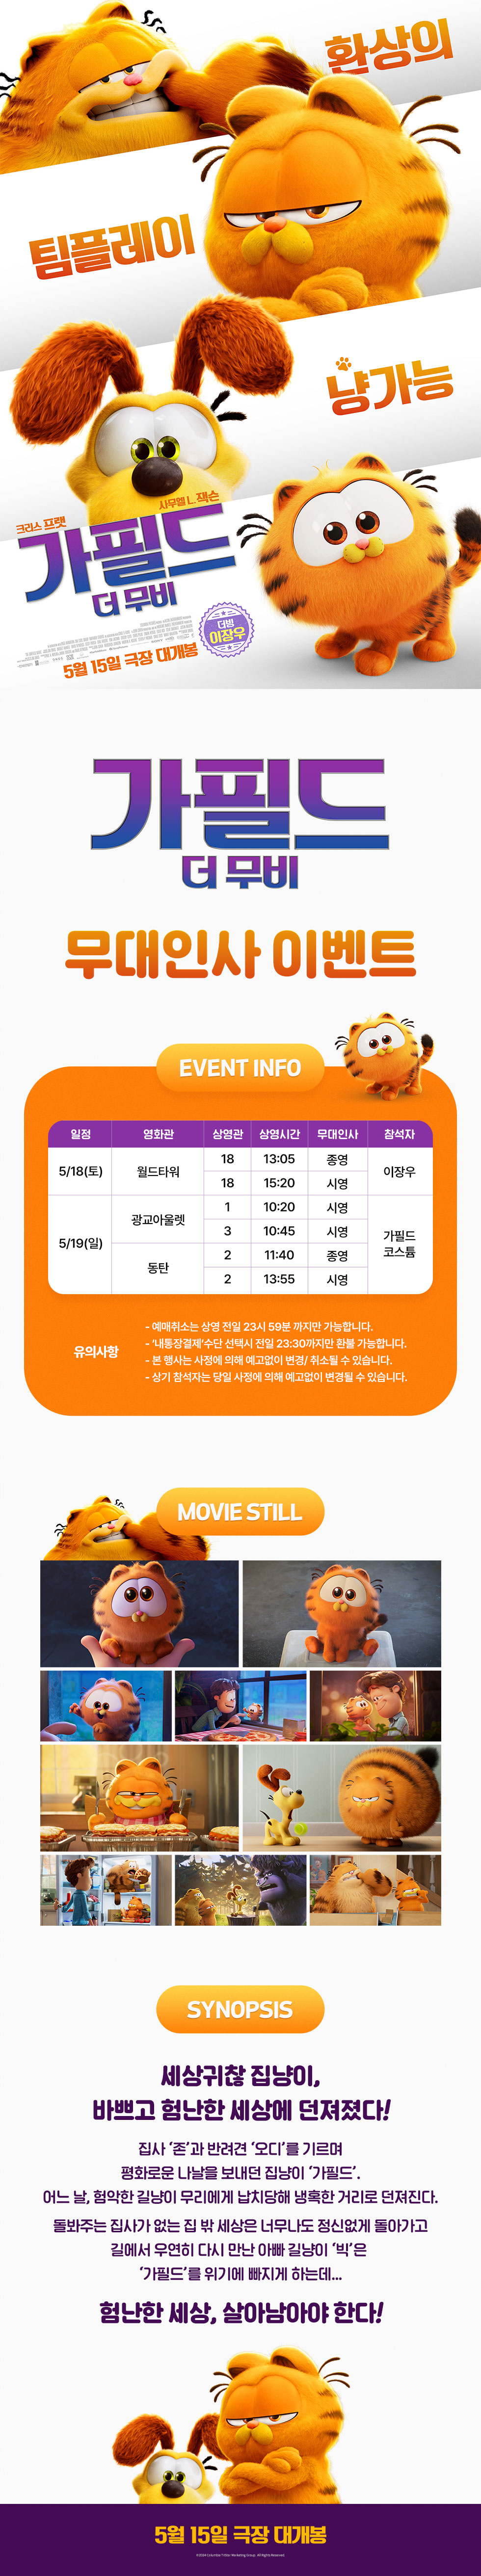 환상의
팀플레이
냥가능
크리스 프랫
사무엘 L. 잭슨
가필드
더 무비
더빙
이장우
5월 15일 극장 대개봉
가필드
더 무비
무대인사 이벤트
EVENT INFO
일정 영화관 상영관 상영시간 무대인사 참석자
5/18(토) 월드타워 18 13:05 종영 이장우
18 15:20 시영
5/19(일) 광교아울렛 1 10:20 시영 가필드 코스튬
3 10:45 시영
동탄 2 11:40 종영
2 13:55 시영
유의사항
- 예매취소는 상영 전일 23시 59분 까지만 가능합니다.
- '내통장결제'수단 선택시 전일 23:30까지만 환불 가능합니다.
- 본 행사는 사정에 의해 예고없이 변경/ 취소될 수 있습니다.
- 상기 참석자는 당일 사정에 의해 예고없이 변경될 수 있습니다.
MOVIE STILL
SYNOPSIS
세상귀찮 집냥이,
바쁘고 험난한 세상에 던져졌다!
집사 '존'과 반려견 '오디'를 기르며
평화로운 나날을 보내던 집냥이 '가필드'.
어느 날, 험악한 길냥이 무리에게 납치당해 냉혹한 거리로 던져진다.
돌봐주는 집사가 없는 집 밖 세상은 너무나도 정신없게 돌아가고
길에서 우연히 다시 만난 아빠 길냥이 '빅'은
'가필드'를 위기에 빠지게 하는데...
험난한 세상, 살아남아야 한다!
5월 15일 극장 대개봉